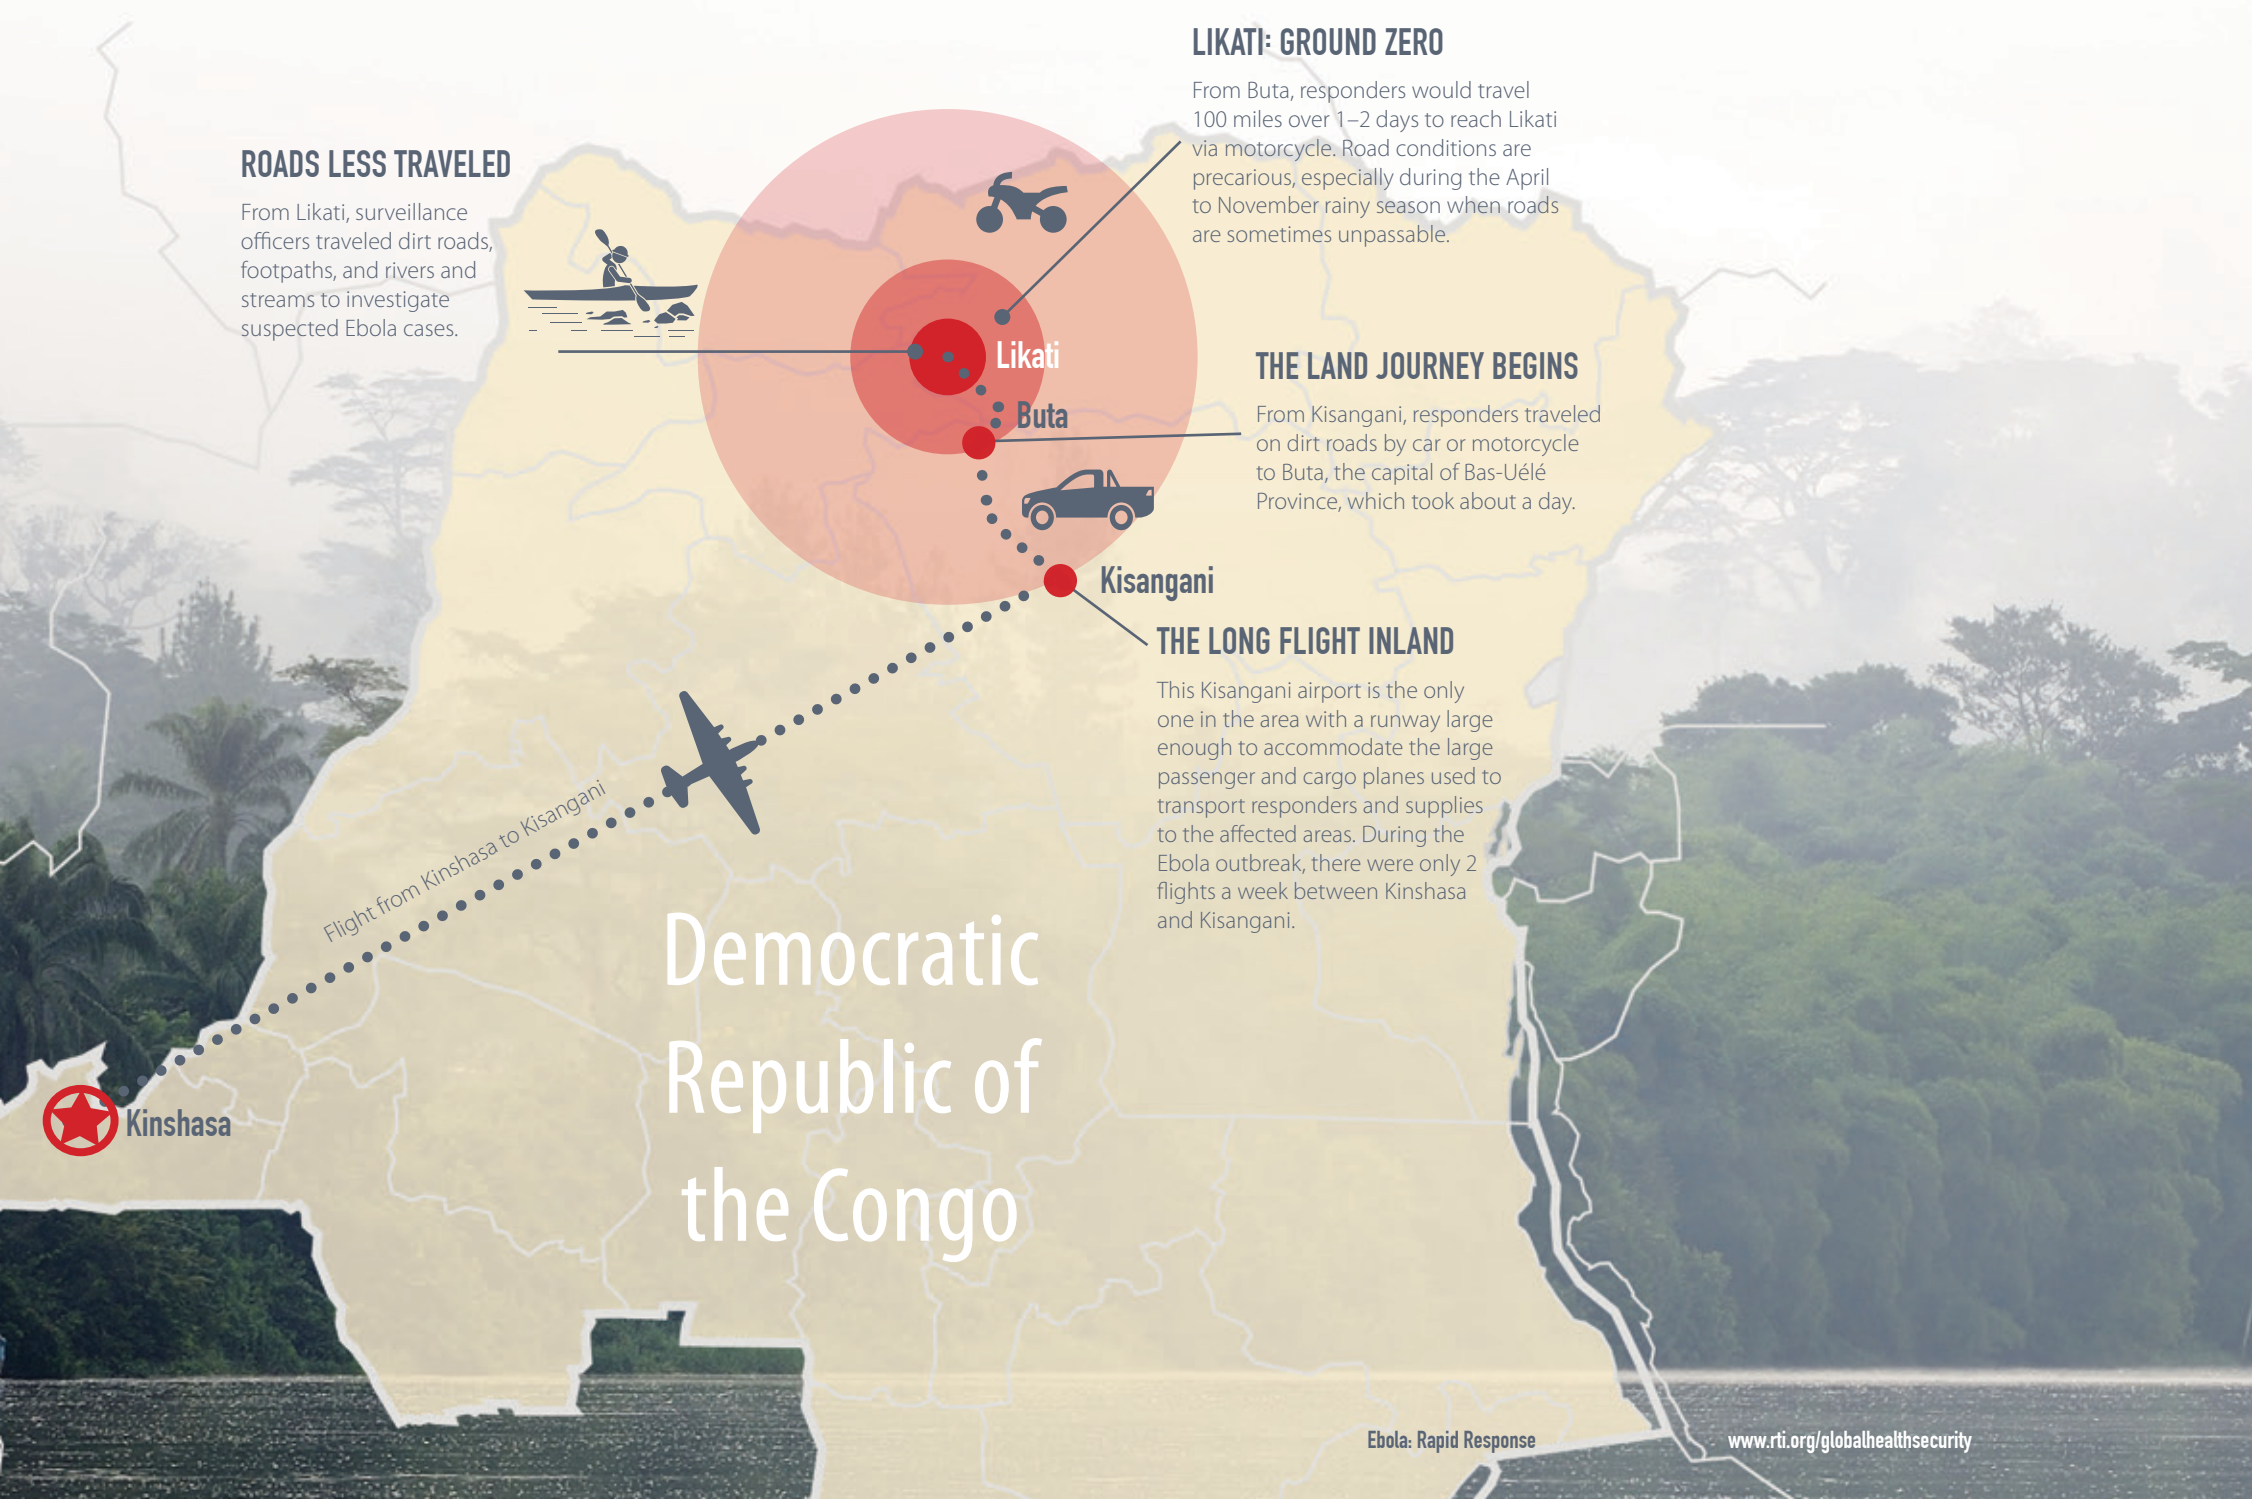 LIKATI: GROUND ZERO
From Buta, responders would travel
100 miles over 1–2 days to reach Likati
via motorcycle. Road conditions are
precarious, especially during the April
to November rainy season when roads
are sometimes unpassable.
ROADS LESS TRAVELED
From Likati, surveillance
officers traveled dirt roads,
footpaths, and rivers and
streams to investigate
suspected Ebola cases.
Likati
Buta
THE LAND JOURNEY BEGINS
From Kisangani, responders traveled
on dirt roads by car or motorcycle
to Buta, the capital of Bas-Uélé
Province, which took about a day.
Kisangani
THE LONG FLIGHT INLAND
This Kisangani airport is the only
one in the area with a runway large
enough to accommodate the large
passenger and cargo planes used to
transport responders and supplies
to the affected areas. During the
Ebola outbreak, there were only 2
flights a week between Kinshasa
and Kisangani.
Flight from Kinshasa to Kisangani
Democratic
Republic of
the Congo
Kinshasa
Ebola: Rapid Response
www.rti.org/globalhealthsecurity